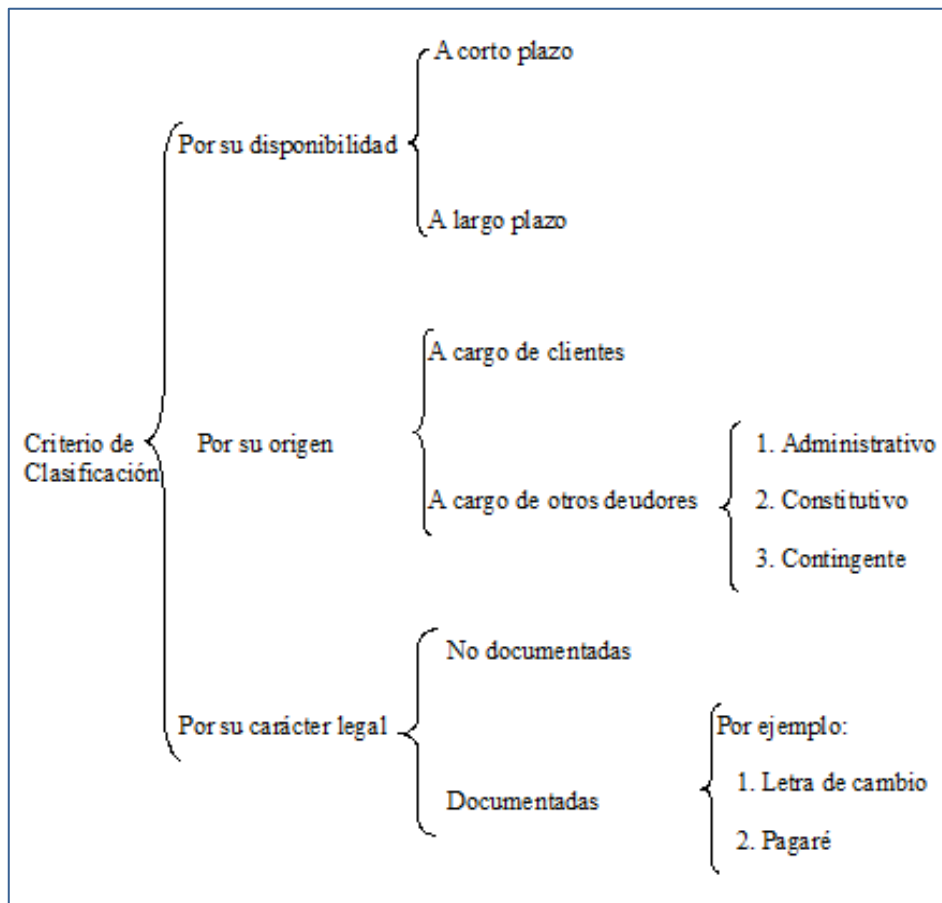 Criterio de
Clasificación
Por su disponibilidad
A corto plazo
A largo plazo
Por su origen
A cargo de clientes
A cargo de otros deudores
1. Administrativo
2. Constitutivo
3. Contingente
Por su carácter legal
No documentadas
Documentadas
Por ejemplo:
1. Letra de cambio
2. Pagaré